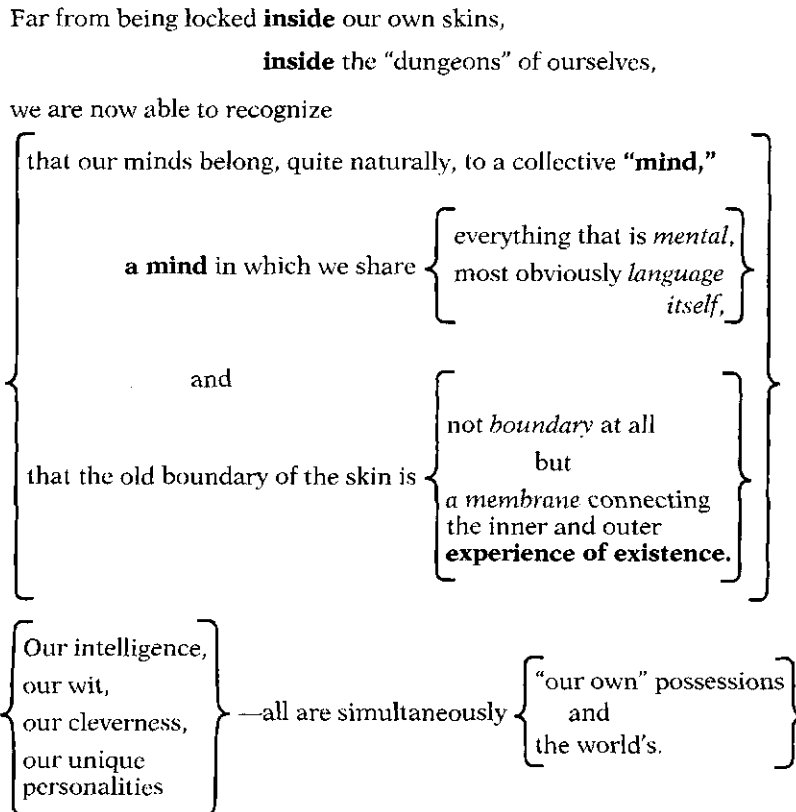 Far from being locked inside our own skins,
inside the “dungeons” of ourselves,
we are now able to recognize
that our minds belong, quite naturally, to a collective “mind,”
a mind in which we share
everything that is mental,
most obviously language
itself,
and
that the old boundary of the skin is
not boundary at all
but
a membrane connecting
the inner and outer
experience of existence.
Our intelligence,
our wit,
our cleverness,
our unique
personalities
—all are simultaneously
“our own” possessions
and
the world's.